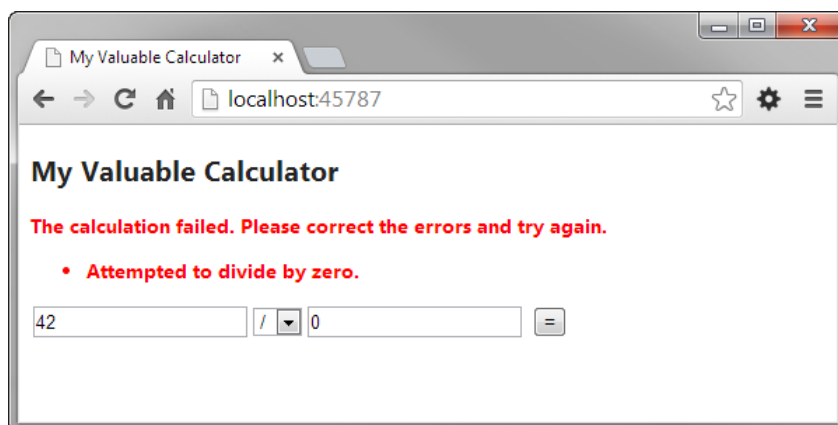 My Valuable Calculator ×
localhost:45787
My Valuable Calculator
The calculation failed. Please correct the errors and try again.
• Attempted to divide by zero.
42 / 0 =